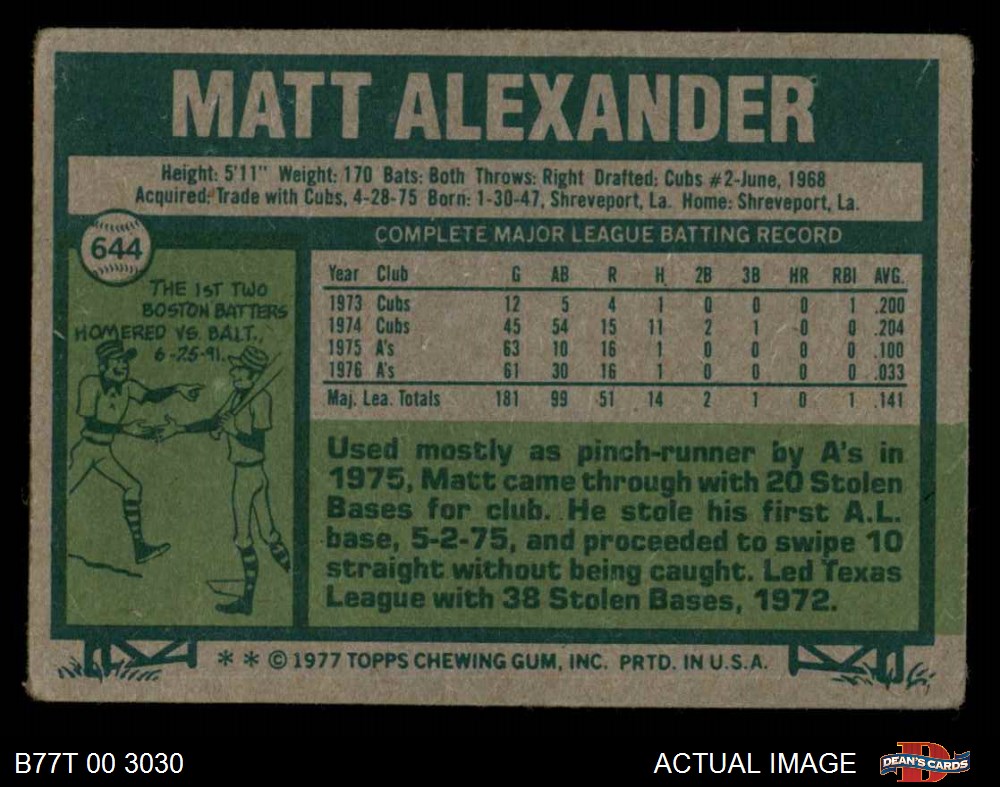 MATT ALEXANDER
Height: 5'11" Weight: 170 Bats: Both Throws: Right Drafted: Cubs #2-June, 1968
Acquired: Trade with Cubs, 4-28-75 Born: 1-30-47, Shreveport, La. Home: Shreveport, La.
644
THE 1ST TWO
BOSTON BATTERS
HOMERED VS. BALT.,
6-25-91.
COMPLETE MAJOR LEAGUE BATTING RECORD
Year Club G AB R H 2B 3B HR RBI AVG.
1973 Cubs 12 5 4 1 0 0 0 1 .200
1974 Cubs 45 54 15 11 2 1 0 0 .204
1975 A's 63 10 16 1 0 0 0 0 .100
1976 A's 61 30 16 1 0 0 0 0 .033
Maj. Lea. Totals 181 99 51 14 2 1 0 1 .141
Used mostly as pinch-runner by A's in
1975, Matt came through with 20 Stolen
Bases for club. He stole his first A.L.
base, 5-2-75, and proceeded to swipe 10
straight without being caught. Led Texas
League with 38 Stolen Bases, 1972.
* * © 1977 TOPPS CHEWING GUM, INC. PRTD. IN U.S.A.
B77T 00 3030
ACTUAL IMAGE
D
DEAN'S CARDS